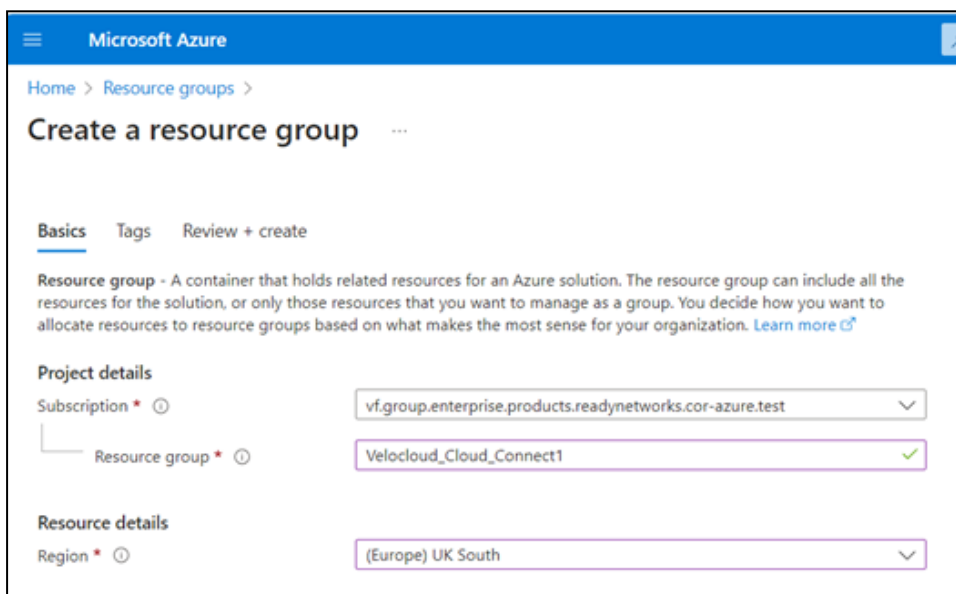 Microsoft Azure
Home > Resource groups >
Create a resource group ...
Basics Tags Review + create
Resource group - A container that holds related resources for an Azure solution. The resource group can include all the
resources for the solution, or only those resources that you want to manage as a group. You decide how you want to
allocate resources to resource groups based on what makes the most sense for your organization. Learn more
Project details
Subscription * vf.group.enterprise.products.readynetworks.cor-azure.test
Resource group * Velocloud_Cloud_Connect1
Resource details
Region * (Europe) UK South